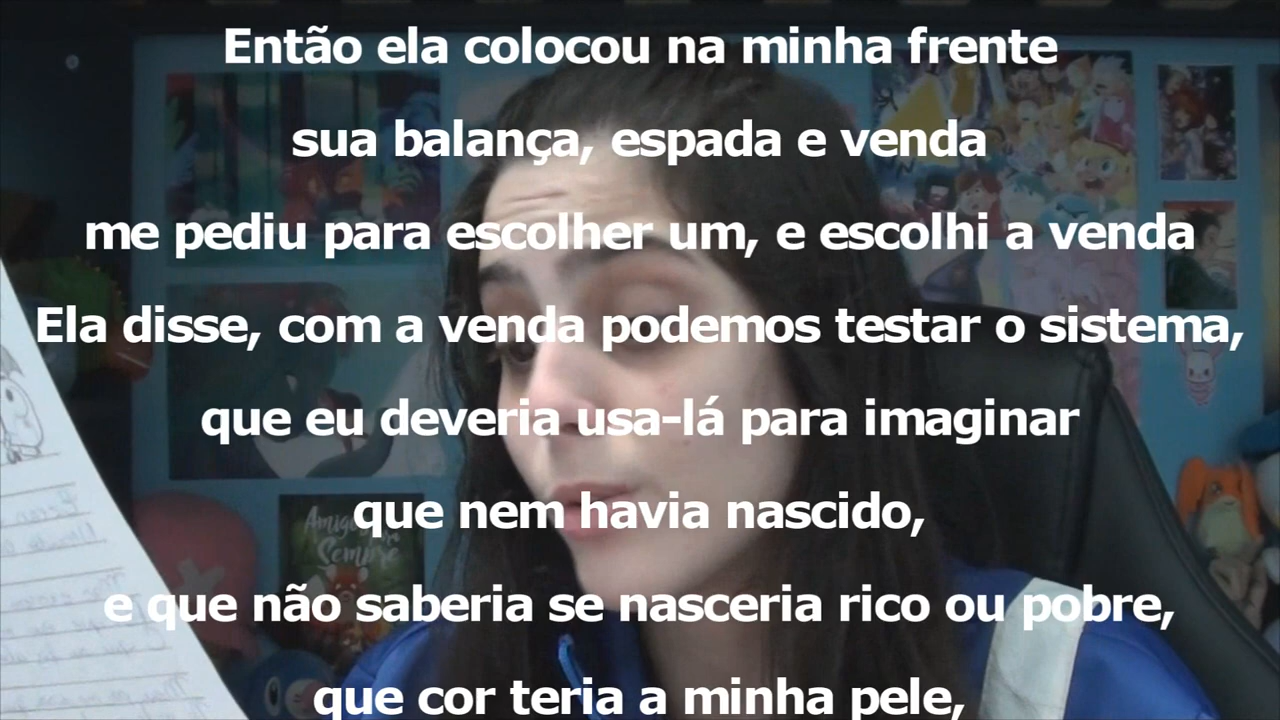 Então ela colocou na minha frente
sua balança, espada e venda
me pediu para escolher um, e escolhi a venda
Ela disse, com a venda podemos testar o sistema,
que eu deveria usa-lá para imaginar
que nem havia nascido,
Amigos
Sempre
e que não saberia se nasceria rico ou pobre,
que cor teria a minha pele,